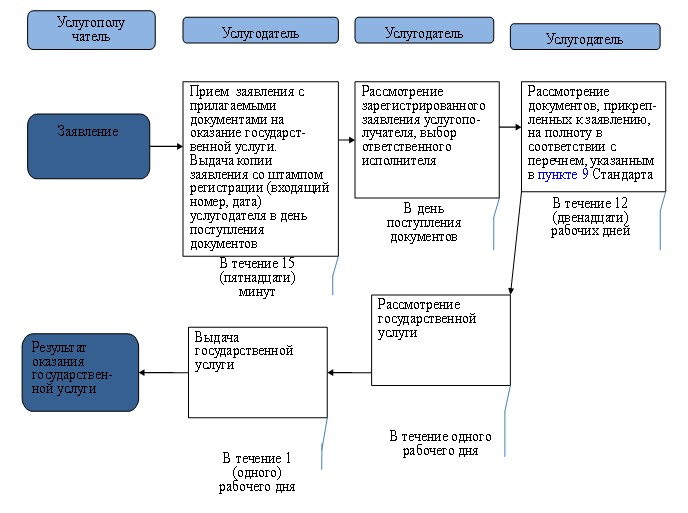 Услугополу
чатель
Услугодатель
Услугодатель
Услугодатель
Заявление
Прием заявления с
прилагаемыми
документами на
оказание государст-
венной услуги.
Выдача копии
заявления со штампом
регистрации (входящий
номер, дата)
услугодателя в день
поступления
документов
В течение 15
(пятнадцати)
минут
Рассмотрение
зарегистрированного
заявления услугопо-
лучателя, выбор
ответственного
исполнителя
В день
поступления
документов
Рассмотрение
документов, прикреп-
ленных к заявлению,
на полноту в
соответствии с
перечнем, указанным
в пункте 9 Стандарта
В течение 12
(двенадцати)
рабочих дней
Результат
оказания
государствен-
ной услуги
Выдача
государственной
услуги
В течение 1
(одного)
рабочего дня
Рассмотрение
государственной
услуги
В течение одного
рабочего дня